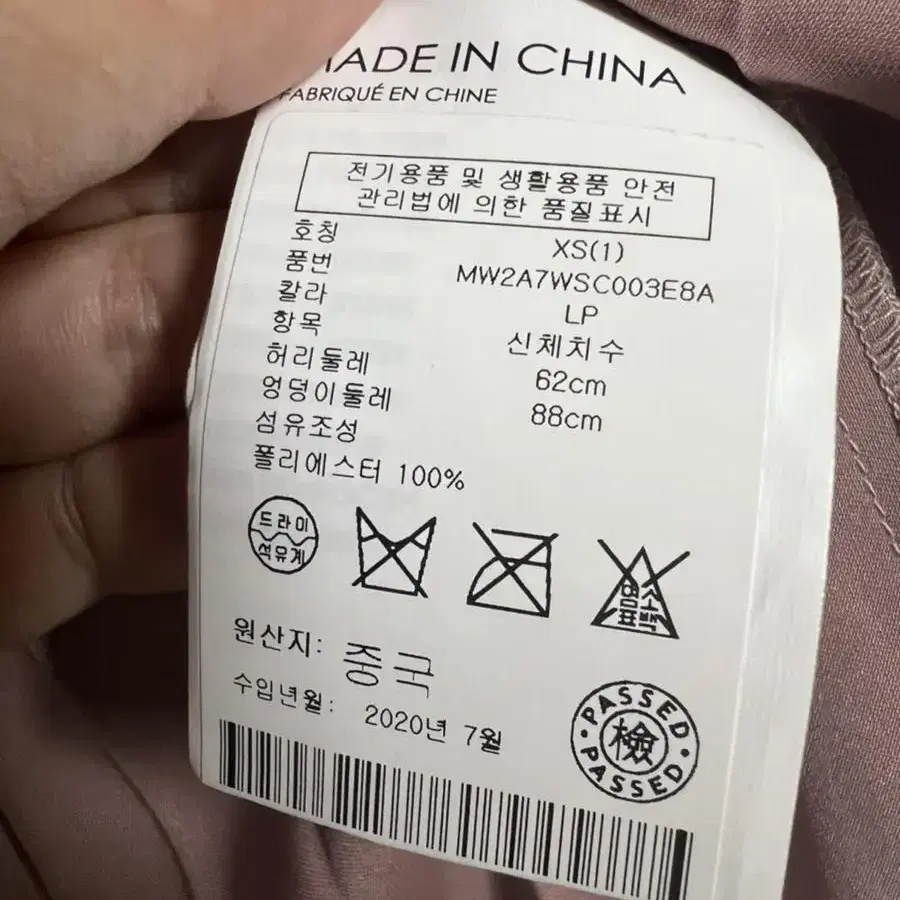 MADE IN CHINA
FABRIQUÉ EN CHINE
전기용품 및 생활용품 안전
관리법에 의한 품질표시
호칭 XS(1)
품번 MW2A7WSC003E8A
칼라 LP
항목 신체치수
허리둘레 62cm
엉덩이둘레 88cm
섬유조성
폴리에스터 100%
드라이
석유계
염소
표백
원산지: 중국
수입년월: 2020년 7월
PASSED
檢
PASSED